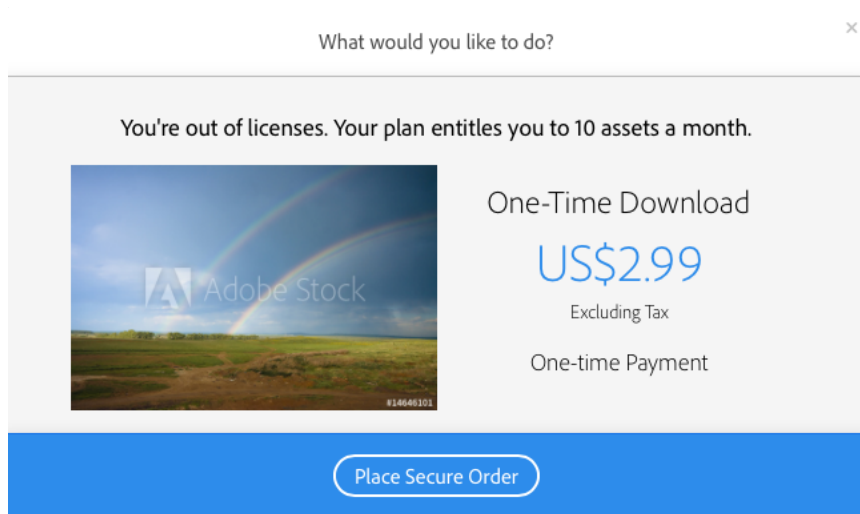 What would you like to do?
×
You're out of licenses. Your plan entitles you to 10 assets a month.
Adobe Stock
#14646101
One-Time Download
US$2.99
Excluding Tax
One-time Payment
Place Secure Order